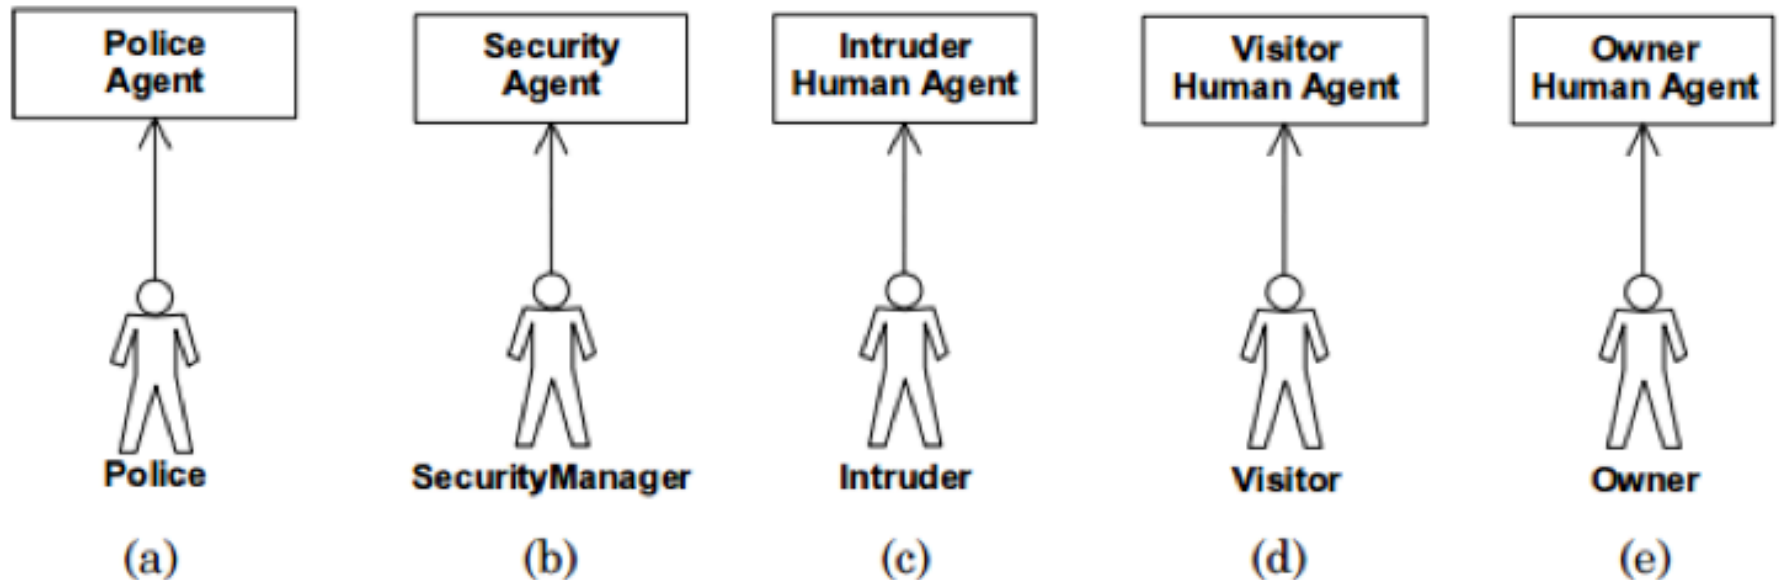 Police
Agent
Security
Agent
Intruder
Human Agent
Visitor
Human Agent
Owner
Human Agent
Police
SecurityManager
Intruder
Visitor
Owner
(a)
(b)
(c)
(d)
(e)